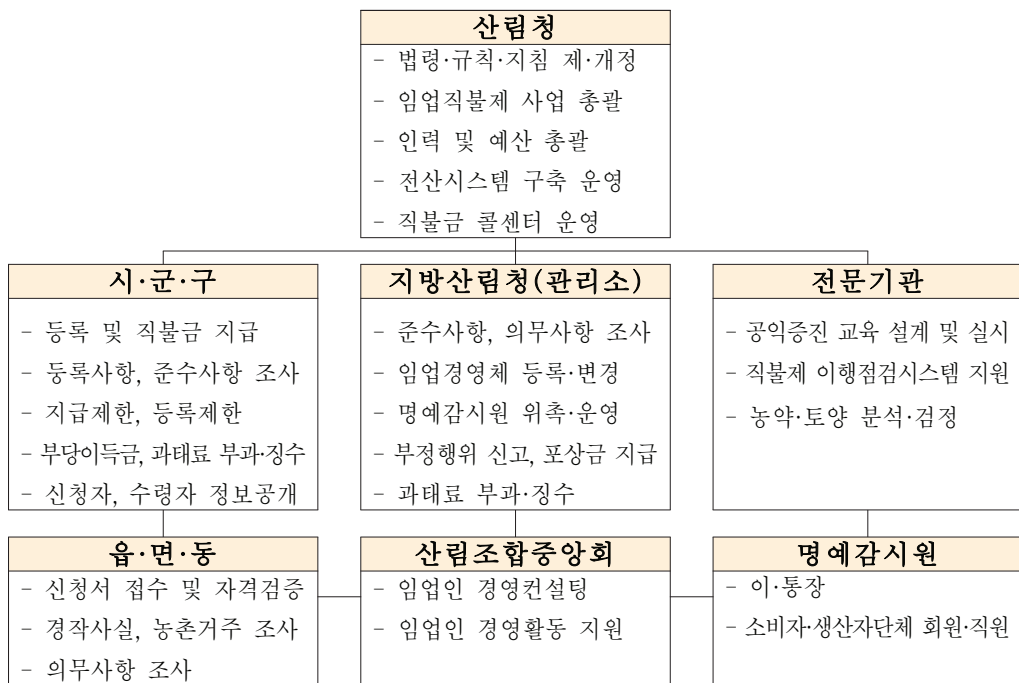 산림청
- 법령·규칙·지침 제·개정
- 임업직불제 사업 총괄
- 인력 및 예산 총괄
- 전산시스템 구축 운영
- 직불금 콜센터 운영
시·군·구
- 등록 및 직불금 지급
- 등록사항, 준수사항 조사
- 지급제한, 등록제한
- 부당이득금, 과태료 부과·징수
- 신청자, 수령자 정보공개
지방산림청(관리소)
- 준수사항, 의무사항 조사
- 임업경영체 등록·변경
- 명예감시원 위촉·운영
- 부정행위 신고, 포상금 지급
- 과태료 부과·징수
전문기관
- 공익증진 교육 설계 및 실시
- 직불제 이행점검시스템 지원
- 농약·토양 분석·검정
읍·면·동
- 신청서 접수 및 자격검증
- 경작사실, 농촌거주 조사
- 의무사항 조사
산림조합중앙회
- 임업인 경영컨설팅
- 임업인 경영활동 지원
명예감시원
- 이·통장
- 소비자·생산자단체 회원·직원